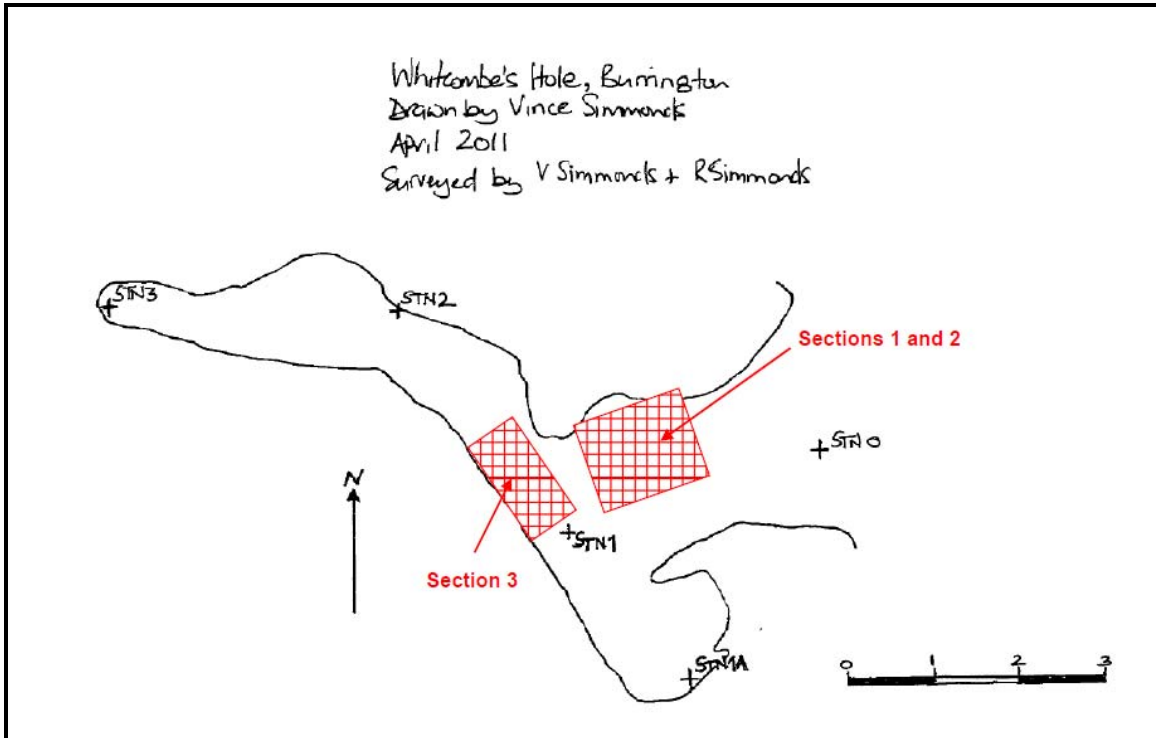 Whitcombe's Hole, Burrington
Drawn by Vince Simmonds
April 2011
Surveyed by V Simmonds + R Simmonds
STN3
STN2
Sections 1 and 2
STN0
N
STN1
Section 3
STN1A
0 1 2 3